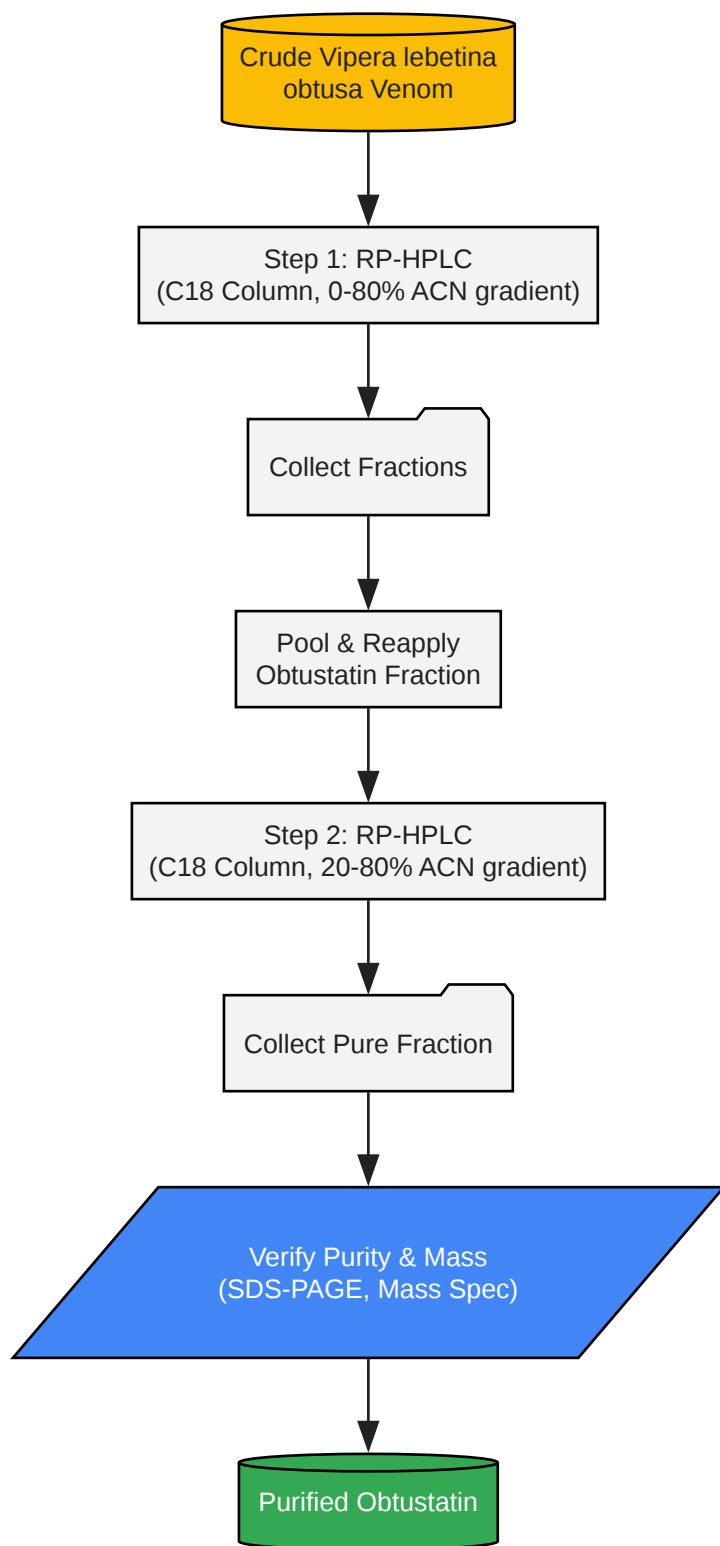 Crude Vipera lebetina
obtusa Venom
Step 1: RP-HPLC
(C18 Column, 0-80% ACN gradient)
Collect Fractions
Pool & Reapply
Obtustatin Fraction
Step 2: RP-HPLC
(C18 Column, 20-80% ACN gradient)
Collect Pure Fraction
Verify Purity & Mass
(SDS-PAGE, Mass Spec)
Purified Obtustatin